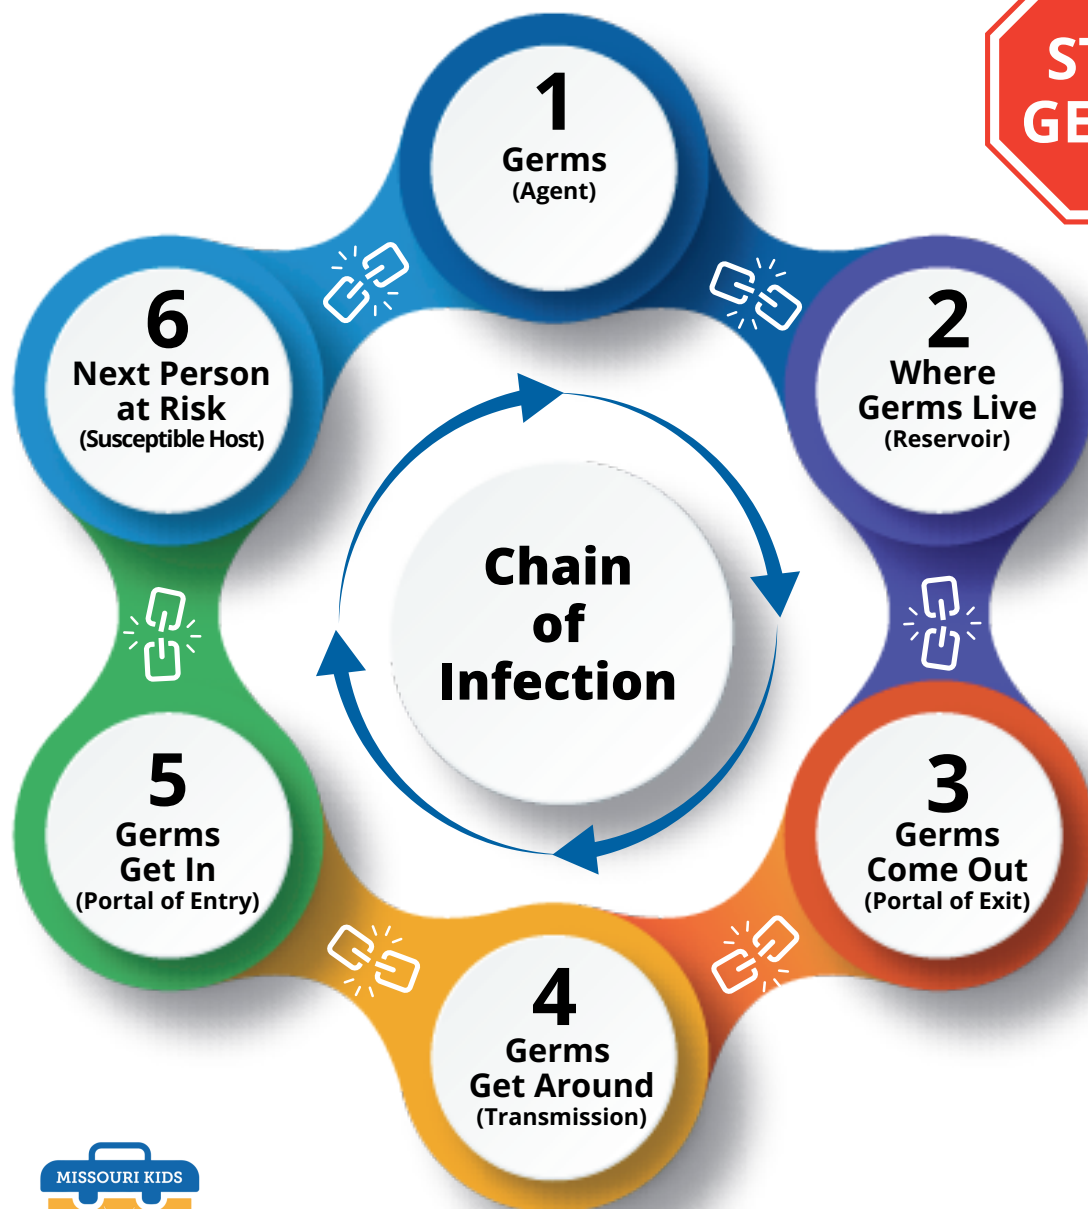 1
Germs
(Agent)
2
Where
Germs Live
(Reservoir)
3
Germs
Come Out
(Portal of Exit)
4
Germs
Get Around
(Transmission)
5
Germs
Get In
(Portal of Entry)
6
Next Person
at Risk
(Susceptible Host)
Chain
of
Infection
MISSOURI KIDS